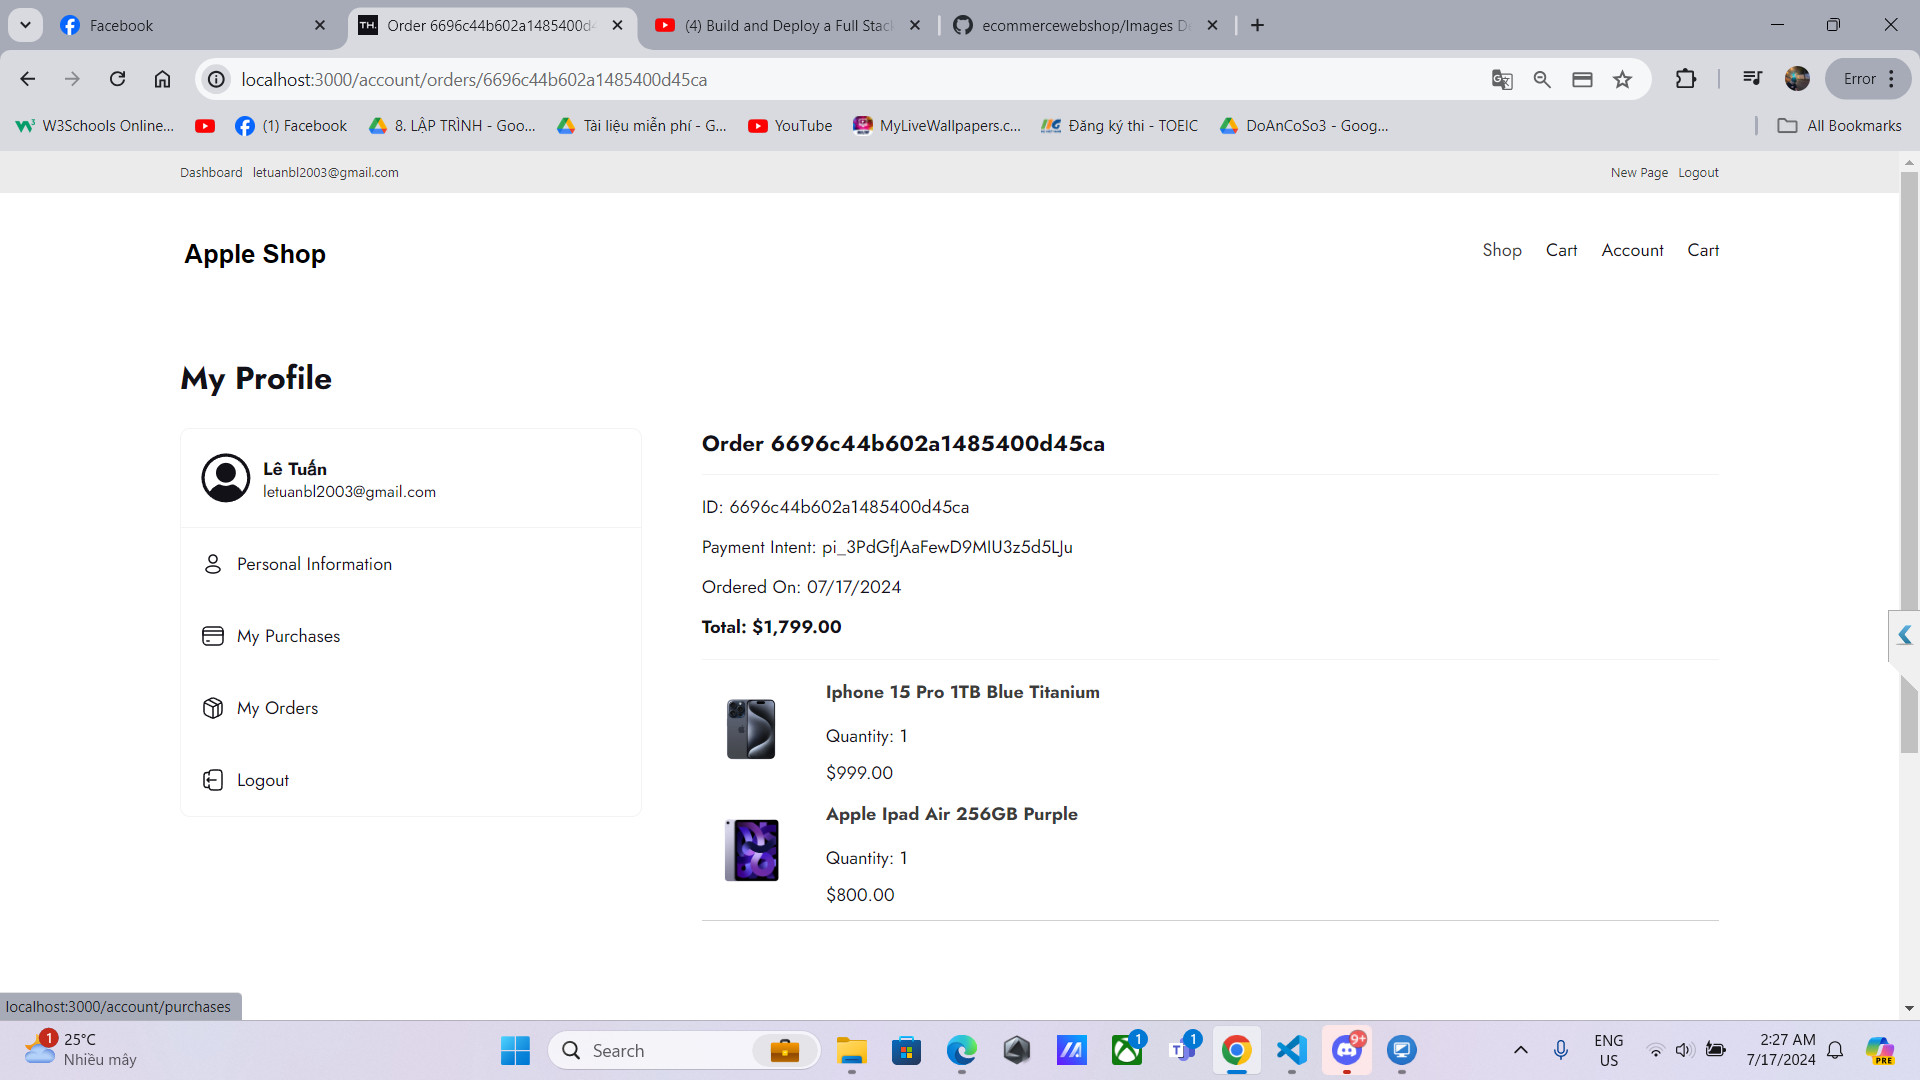 Facebook
Order 6696c44b602a1485400d
(4) Build and Deploy a Full Stac
ecommercewebshop/Images D
localhost:3000/account/orders/6696c44b602a1485400d45ca
Error
W3Schools Online...
(1) Facebook
8. LẬP TRÌNH - Goo...
Tài liệu miễn phí - G...
YouTube
MyLiveWallpapers.c...
Đăng ký thi - TOEIC
DoAnCoSo3 - Goog...
All Bookmarks
Dashboard letuanbl2003@gmail.com
New Page Logout
Apple Shop
Shop Cart Account Cart
My Profile
Lê Tuấn
letuanbl2003@gmail.com
Personal Information
My Purchases
My Orders
Logout
Order 6696c44b602a1485400d45ca
ID: 6696c44b602a1485400d45ca
Payment Intent: pi_3PdGfJAaFewD9MIU3z5d5LJu
Ordered On: 07/17/2024
Total: $1,799.00
Iphone 15 Pro 1TB Blue Titanium
Quantity: 1
$999.00
Apple Ipad Air 256GB Purple
Quantity: 1
$800.00
localhost:3000/account/purchases
1
25°C
Nhiều mây
Search
1
1
9+
ENG
US
2:27 AM
7/17/2024
PRE